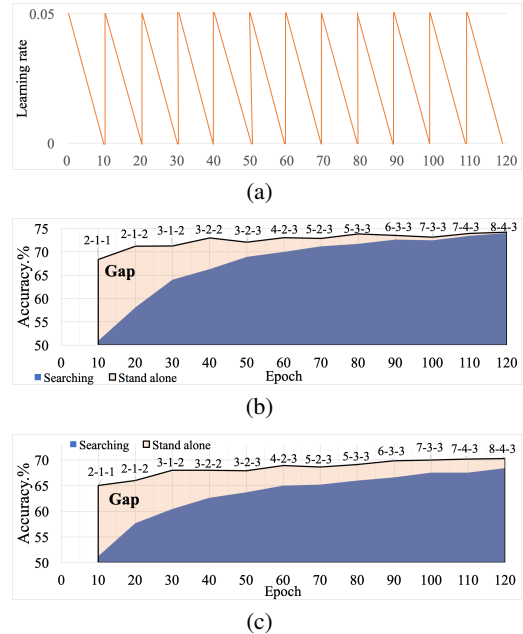 0.05
Learning rate
0
0 10 20 30 40 50 60 70 80 90 100 110 120
(a)
75
70
65
60
55
50
Accuracy.%
2-1-1 2-1-2 3-1-2 3-2-2 3-2-3 4-2-3 5-2-3 5-3-3 6-3-3 7-3-3 7-4-3 8-4-3
Gap
0 10 20 30 40 50 60 70 80 90 100 110 120
Searching Stand alone Epoch
(b)
Searching Stand alone
70
65
60
55
50
Accuracy.%
2-1-1 2-1-2 3-1-2 3-2-2 3-2-3 4-2-3 5-2-3 5-3-3 6-3-3 7-3-3 7-4-3 8-4-3
Gap
0 10 20 30 40 50 60 70 80 90 100 110 120
Epoch
(c)